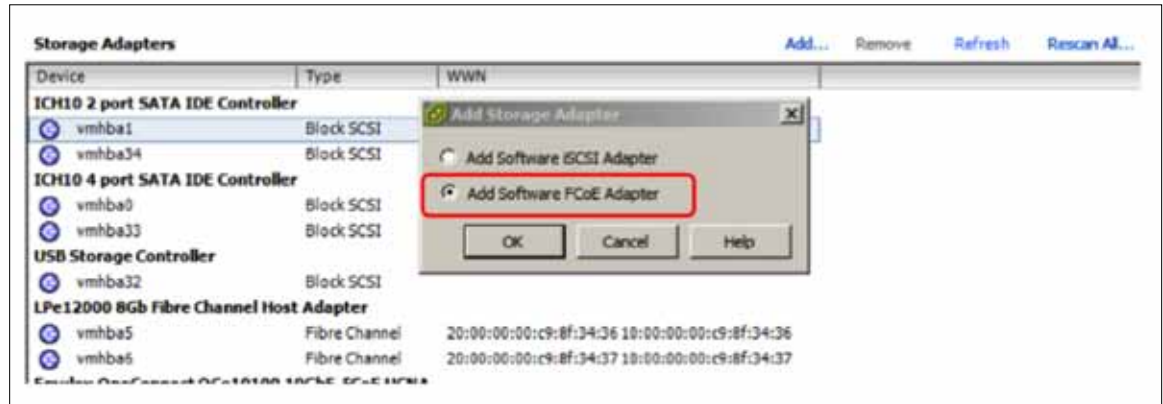 Storage Adapters Add... Remove Refresh Rescan All...
Device Type WWN
ICH10 2 port SATA IDE Controller
Add Storage Adapter
vmhba1 Block SCSI
vmhba34 Block SCSI
Add Software iSCSI Adapter
ICH10 4 port SATA IDE Controller
Add Software FCoE Adapter
vmhba0 Block SCSI
vmhba33 Block SCSI
OK Cancel Help
USB Storage Controller
vmhba32 Block SCSI
LPe12000 8Gb Fibre Channel Host Adapter
vmhba5 Fibre Channel 20:00:00:00:c9:8f:34:36 10:00:00:00:c9:8f:34:36
vmhba6 Fibre Channel 20:00:00:00:c9:8f:34:37 10:00:00:00:c9:8f:34:37